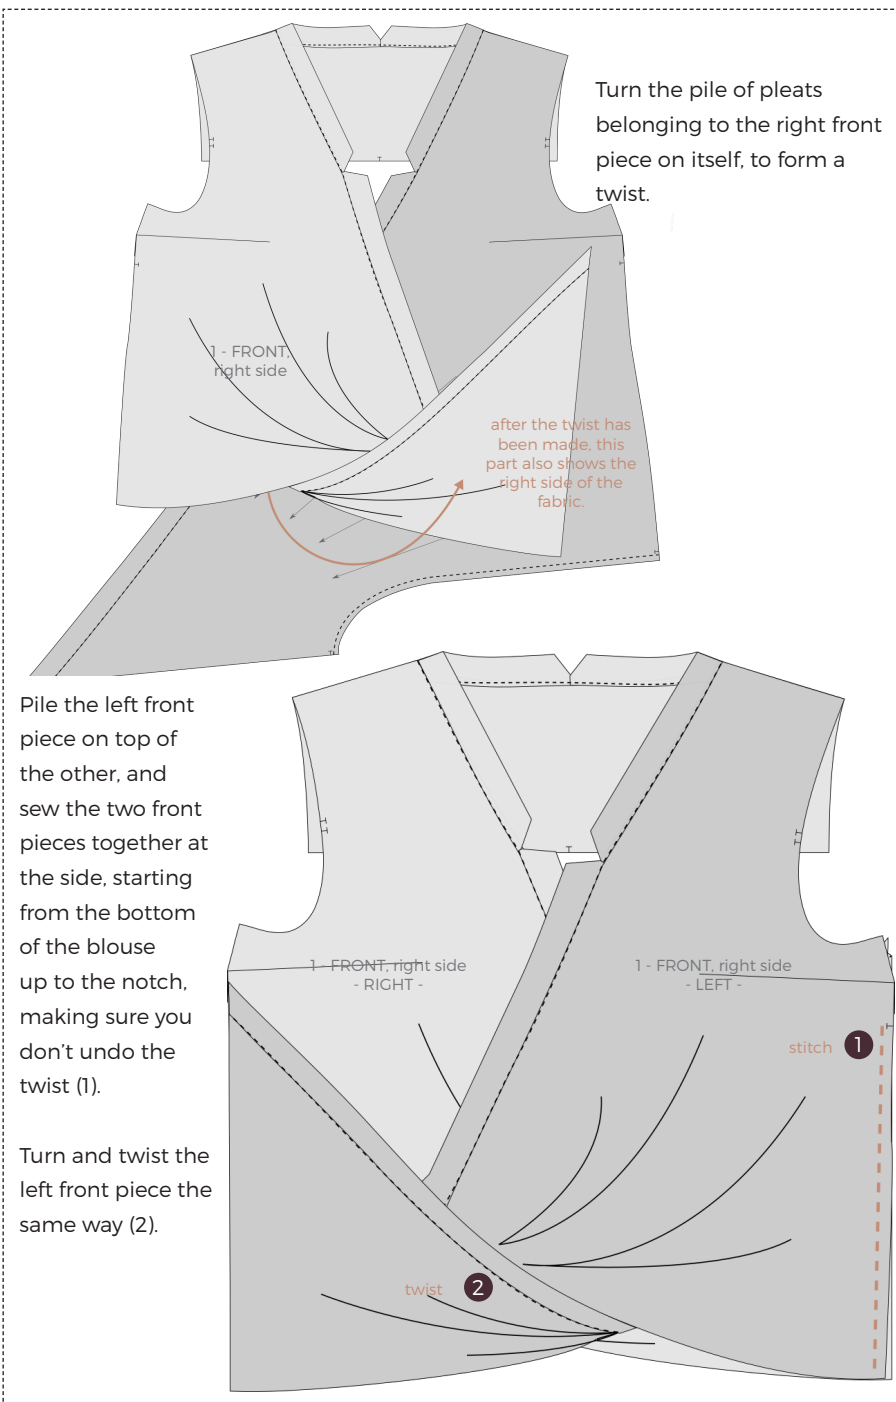 Turn the pile of pleats
belonging to the right front
piece on itself, to form a
twist.
1 - FRONT,
right side
after the twist has
been made, this
part also shows the
right side of the
fabric.
Pile the left front
piece on top of
the other, and
sew the two front
pieces together at
the side, starting
from the bottom
of the blouse
up to the notch,
making sure you
don’t undo the
twist (1).
Turn and twist the
left front piece the
same way (2).
1 - FRONT, right side
- RIGHT -
1 - FRONT, right side
- LEFT -
stitch 1
twist 2